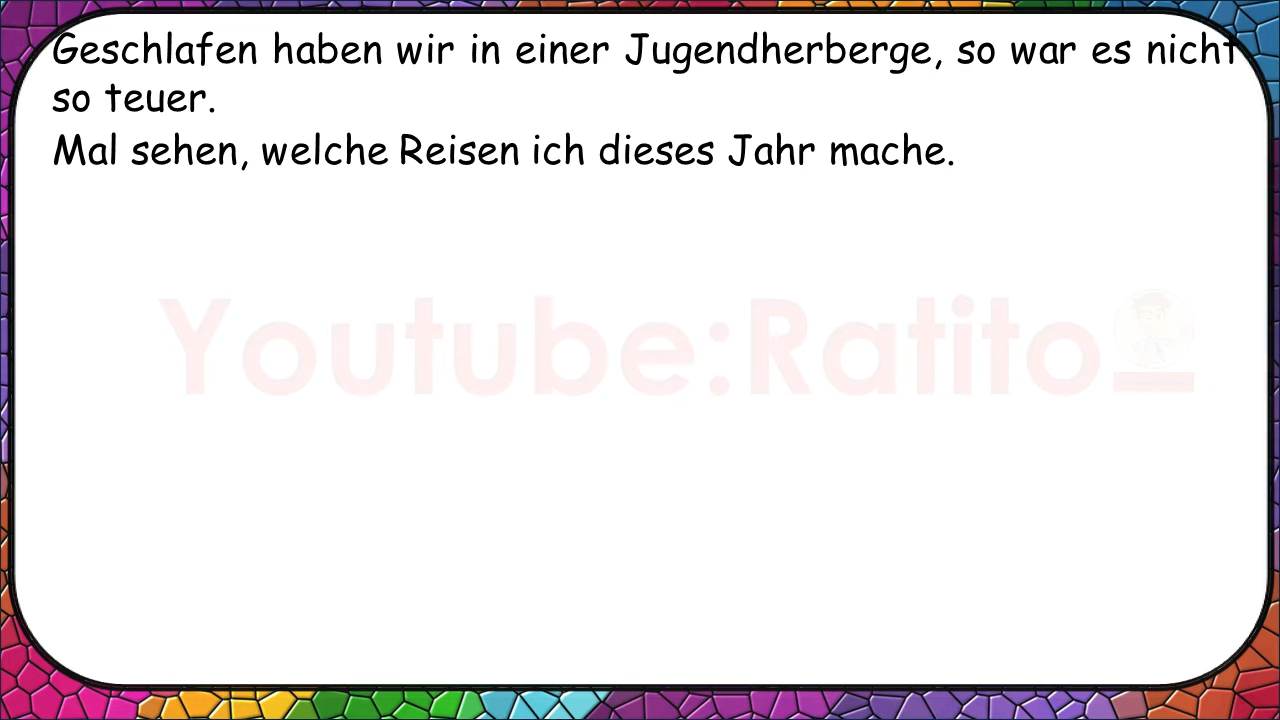 Geschlafen haben wir in einer Jugendherberge, so war es nicht
so teuer.
Mal sehen, welche Reisen ich dieses Jahr mache.
Youtube:Ratito